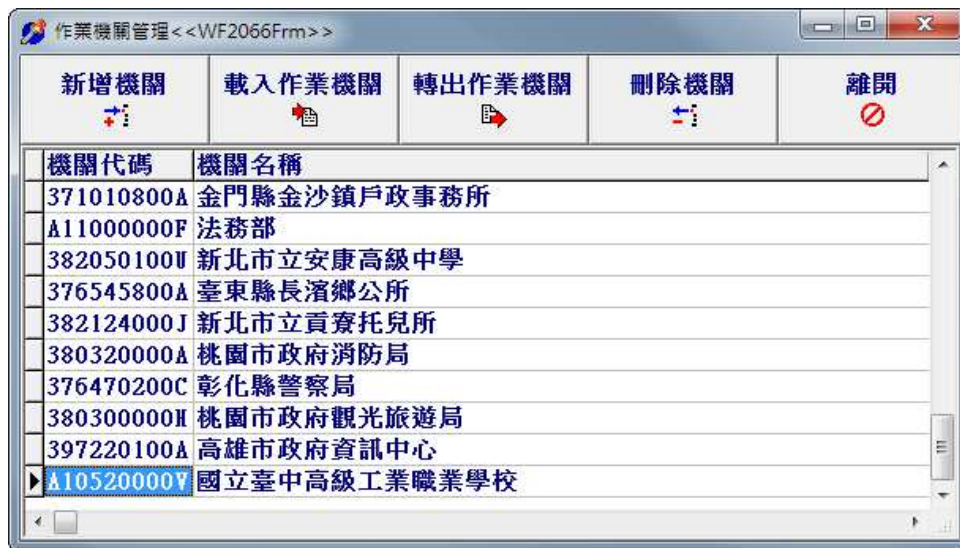 作業機關管理<<WF2066Frm>>
新增機關 載入作業機關 轉出作業機關 刪除機關 離開
機關代碼 機關名稱
371010800A 金門縣金沙鎮戶政事務所
A11000000F 法務部
382050100U 新北市立安康高級中學
376545800A 臺東縣長濱鄉公所
382124000J 新北市立貢寮托兒所
380320000A 桃園市政府消防局
376470200C 彰化縣警察局
380300000H 桃園市政府觀光旅遊局
397220100A 高雄市政府資訊中心
A10520000V 國立臺中高級工業職業學校